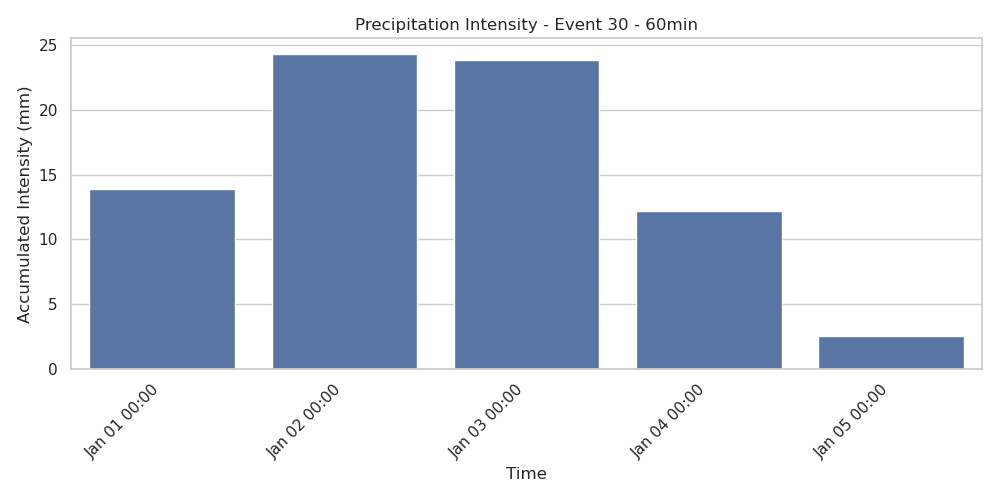 Precipitation Intensity - Event 30 - 60min
Accumulated Intensity (mm)
25
20
15
10
5
0
Jan 01 00:00
Jan 02 00:00
Jan 03 00:00
Jan 04 00:00
Jan 05 00:00
Time